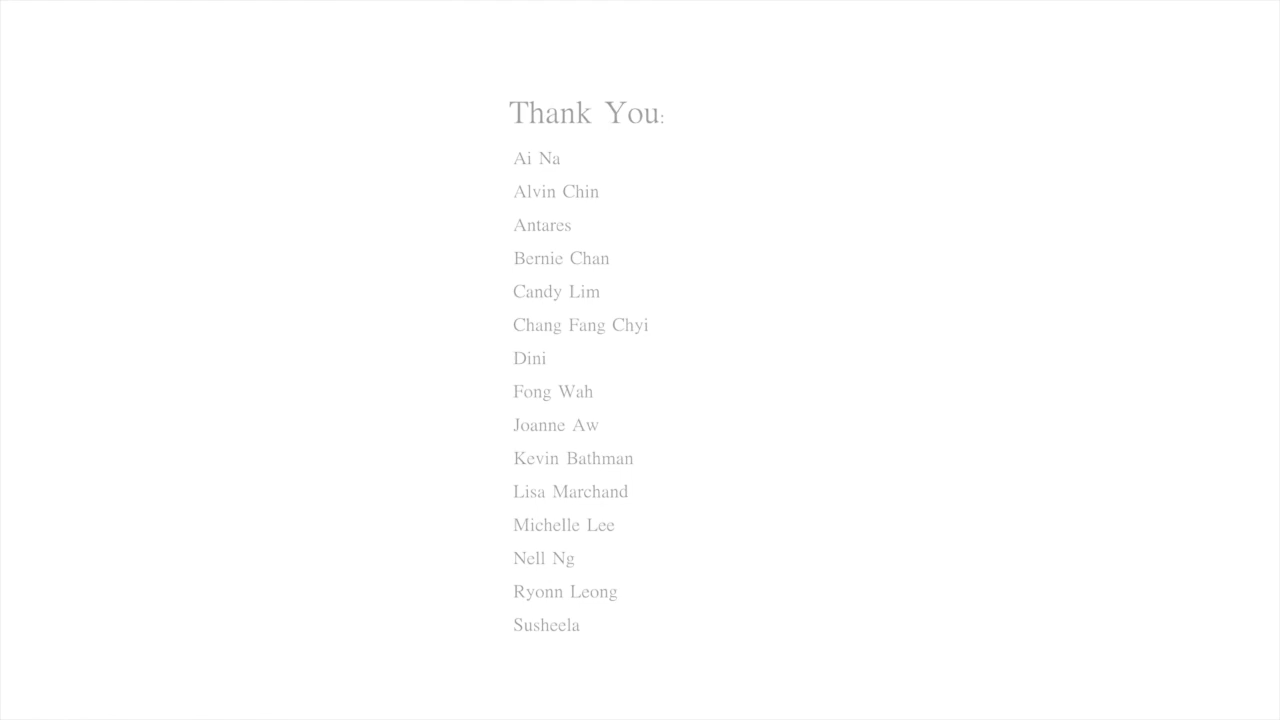 Thank You:
Ai Na
Alvin Chin
Antares
Bernie Chan
Candy Lim
Chang Fang Chyi
Dini
Fong Wah
Joanne Aw
Kevin Bathman
Lisa Marchand
Michelle Lee
Nell Ng
Ryonn Leong
Susheela